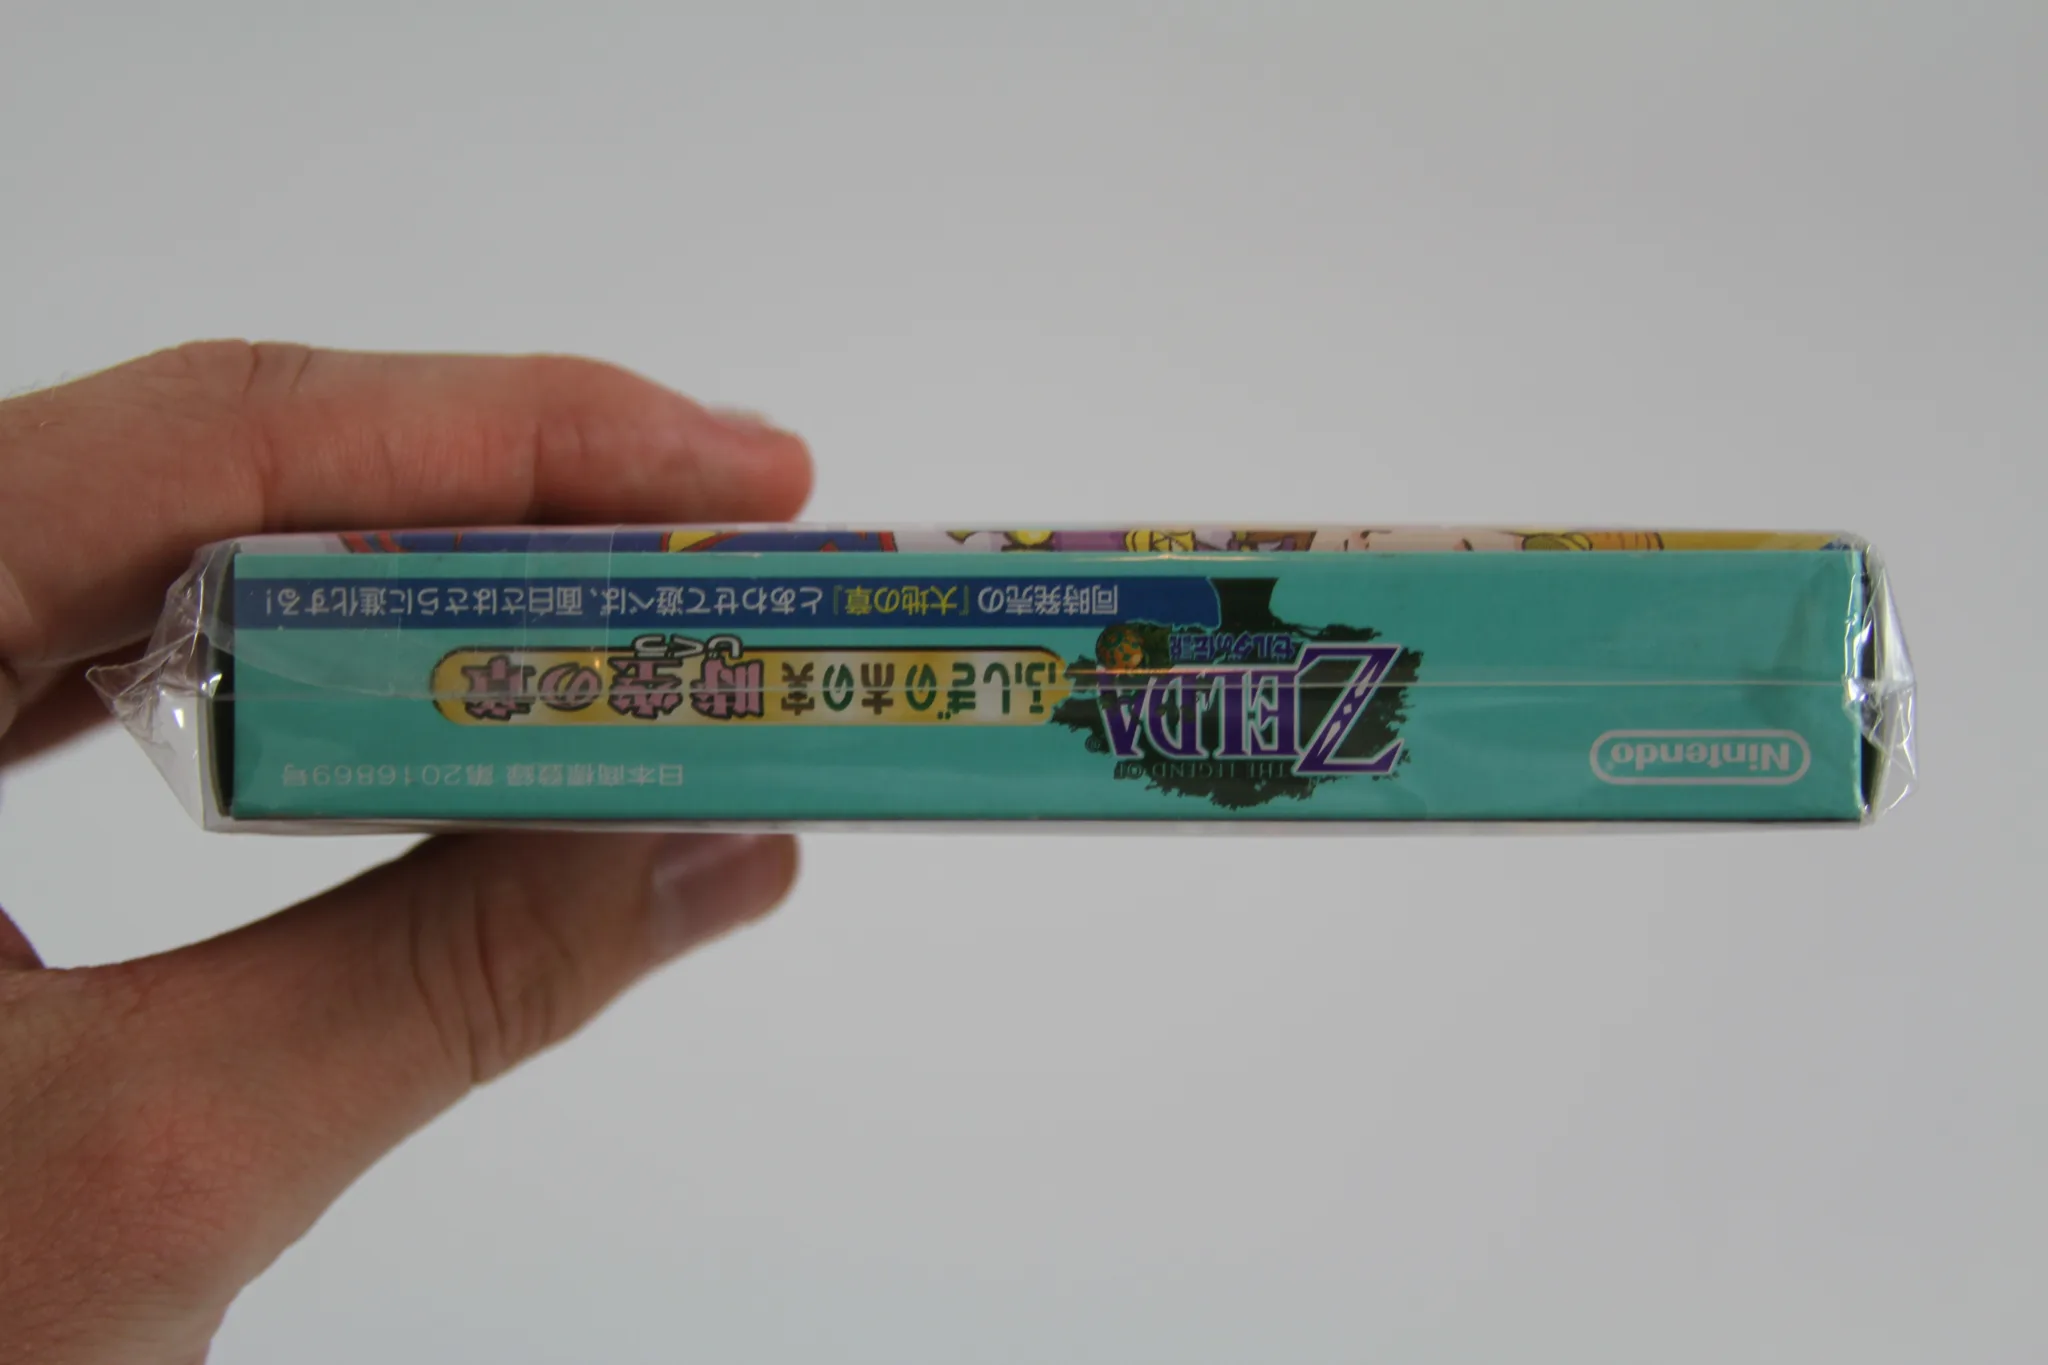 Nintendo
THE LEGEND OF
ZELDA®
ゼルダの伝説
ふしぎの木の実 時空の章
じくう
同時発売の『大地の章』とあわせて遊べば、面白さはさらに進化する!
日本商標登録 第2016869号